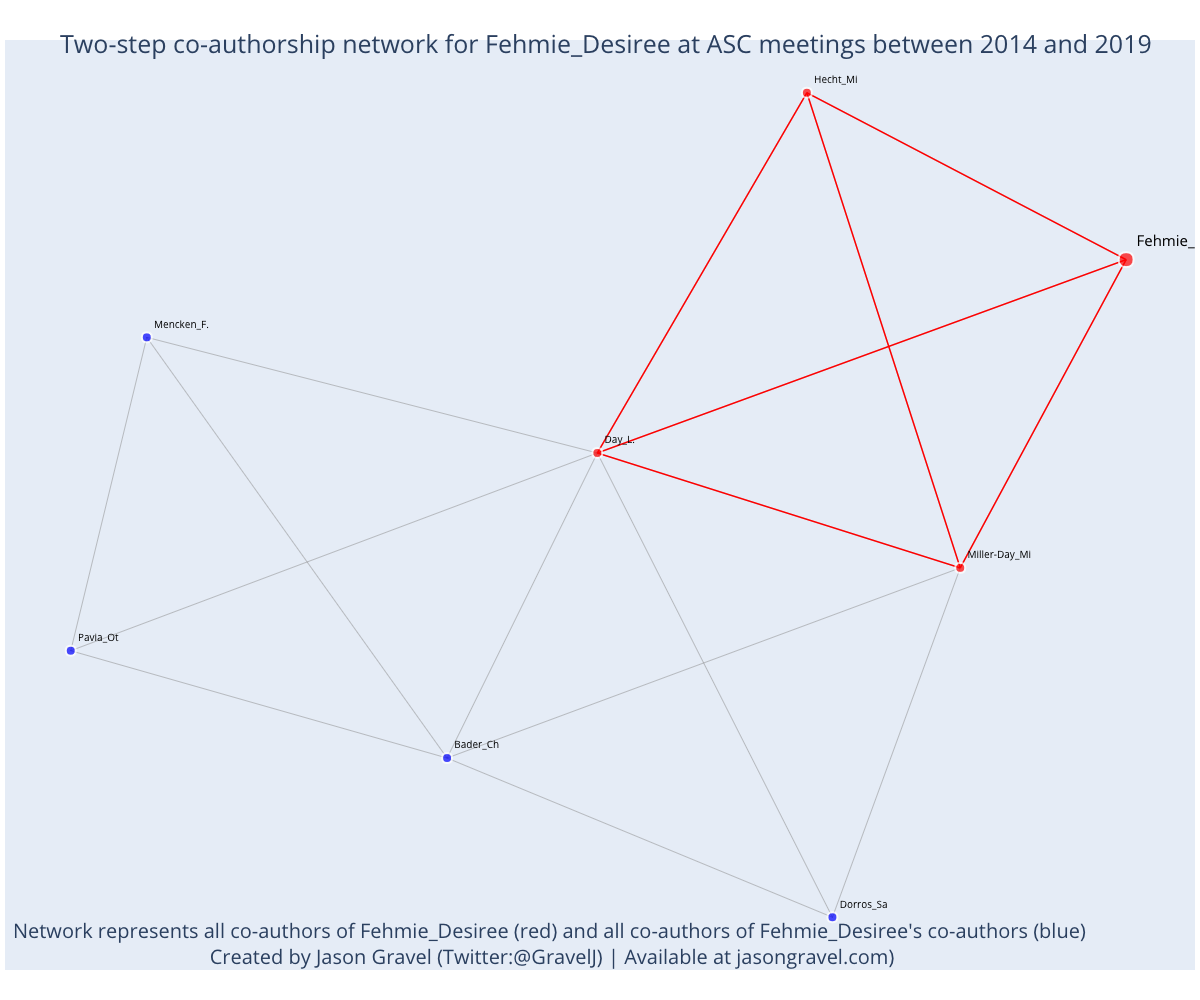 Two-step co-authorship network for Fehmie_Desiree at ASC meetings between 2014 and 2019
Hecht_Mi
Fehmie_
Mencken_F.
Day_L.
Miller-Day_Mi
Pavia_Ot
Bader_Ch
Dorros_Sa
Network represents all co-authors of Fehmie_Desiree (red) and all co-authors of Fehmie_Desiree's co-authors (blue)
Created by Jason Gravel (Twitter:@GravelJ) | Available at jasongravel.com)